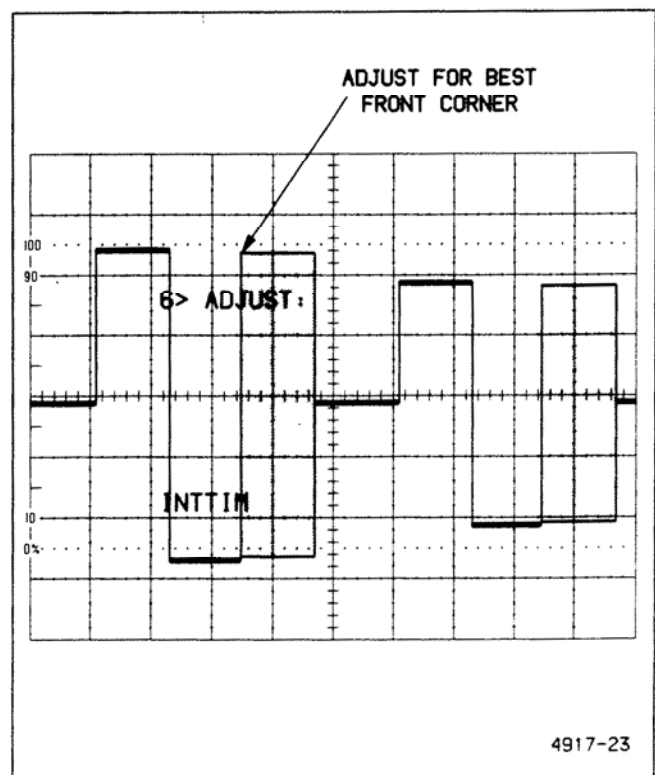 ADJUST FOR BEST
FRONT CORNER
100
90
6> ADJUST:
INTTIM
10
0%
4917-23